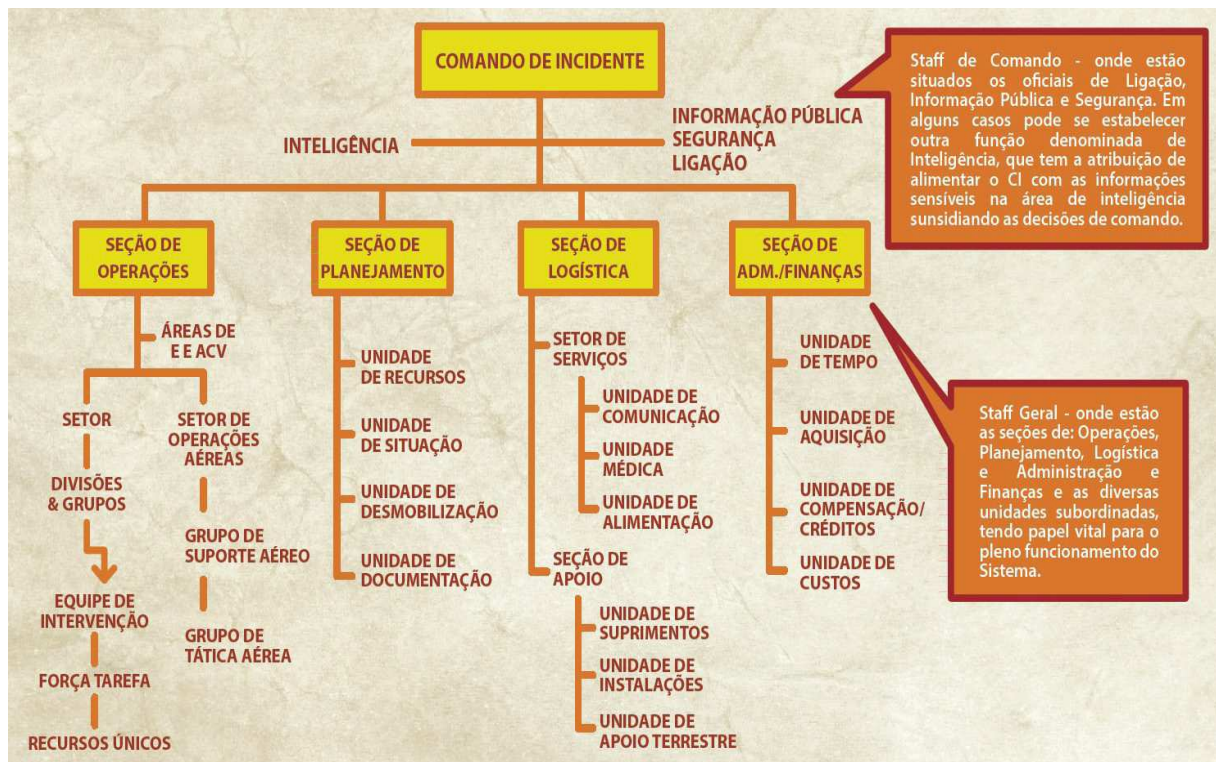 COMANDO DE INCIDENTE
INTELIGÊNCIA
INFORMAÇÃO PÚBLICA
SEGURANÇA
LIGAÇÃO
Staff de Comando - onde estão
situados os oficiais de Ligação,
Informação Pública e Segurança. Em
alguns casos pode se estabelecer
outra função denominada de
Inteligência, que tem a atribuição de
alimentar o CI com as informações
sensíveis na área de inteligência
sunsidiando as decisões de comando.
SEÇÃO DE
OPERAÇÕES
ÁREAS DE
E E ACV
SETOR
DIVISÕES
& GRUPOS
EQUIPE DE
INTERVENÇÃO
FORÇA TAREFA
RECURSOS ÚNICOS
SETOR DE
OPERAÇÕES
AÉREAS
GRUPO DE
SUPORTE AÉREO
GRUPO DE
TÁTICA AÉREA
SEÇÃO DE
PLANEJAMENTO
UNIDADE
DE RECURSOS
UNIDADE
DE SITUAÇÃO
UNIDADE DE
DESMOBILIZAÇÃO
UNIDADE DE
DOCUMENTAÇÃO
SEÇÃO DE
LOGÍSTICA
SETOR DE
SERVIÇOS
UNIDADE DE
COMUNICAÇÃO
UNIDADE
MÉDICA
UNIDADE DE
ALIMENTAÇÃO
SEÇÃO DE
APOIO
UNIDADE DE
SUPRIMENTOS
UNIDADE DE
INSTALAÇÕES
UNIDADE DE
APOIO TERRESTRE
SEÇÃO DE
ADM./FINANÇAS
UNIDADE
DE TEMPO
UNIDADE DE
AQUISIÇÃO
UNIDADE DE
COMPENSAÇÃO/
CRÉDITOS
UNIDADE DE
CUSTOS
Staff Geral - onde estão
as seções de: Operações,
Planejamento, Logística
e Administração e
Finanças e as diversas
unidades subordinadas,
tendo papel vital para o
pleno funcionamento do
Sistema.